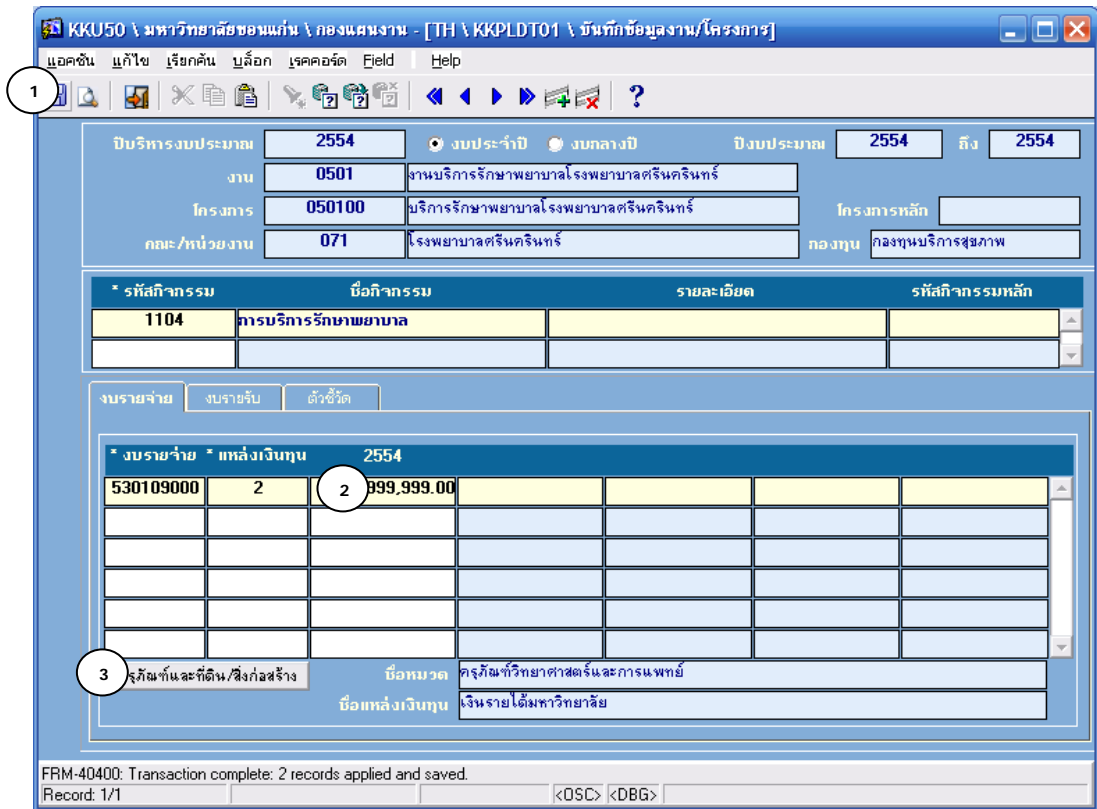 KKU50 \ มหาวิทยาลัยขอนแก่น \ กองแผนงาน - [TH \ KKPLDT01 \ บันทึกข้อมูลงาน/โครงการ]
แอคชัน แก้ไข เรียกค้น บล็อก เรคคอร์ด Field Help
1
ปีบริหารงบประมาณ 2554 งบประจำปี งบกลางปี ปีงบประมาณ 2554 ถึง 2554
งาน 0501 งานบริการรักษาพยาบาลโรงพยาบาลศรีนครินทร์
โครงการ 050100 บริการรักษาพยาบาลโรงพยาบาลศรีนครินทร์ โครงการหลัก
คณะ/หน่วยงาน 071 โรงพยาบาลศรีนครินทร์ กองทุน กองทุนบริการสุขภาพ
* รหัสกิจกรรม ชื่อกิจกรรม รายละเอียด รหัสกิจกรรมหลัก
1104 การบริการรักษาพยาบาล
งบรายจ่าย งบรายรับ ตัวชี้วัด
* งบรายจ่าย * แหล่งเงินทุน 2554
530109000 2 2 999,999.00
3 รุภัณฑ์และที่ดิน/สิ่งก่อสร้าง ชื่อหมวด ครุภัณฑ์วิทยาศาสตร์และการแพทย์
ชื่อแหล่งเงินทุน เงินรายได้มหาวิทยาลัย
FRM-40400: Transaction complete: 2 records applied and saved.
Record: 1/1 <OSC> <DBG>